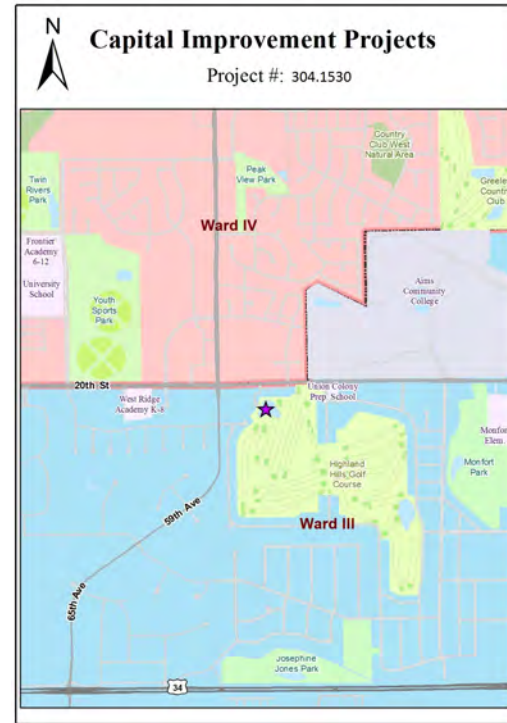 N
Capital Improvement Projects
Project #: 304.1530
Country
Club West
Natural Area
Peak
View Park
Twin
Rivers
Park
Greeley
Country
Club
Ward IV
Frontier
Academy
6-12
University
School
Aims
Community
College
Youth
Sports
Park
20th St
West Ridge
Academy K-8
Union Colony
Prep. School
Monfort
Elem.
Highland
Hills Golf
Course
Monfort
Park
59th Ave
Ward III
65th Ave
Josephine
Jones Park
34